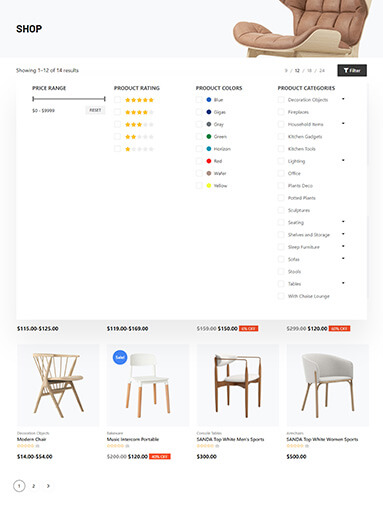 SHOP
Showing 1–12 of 14 results
9 / 12 / 18 / 24
Filter
PRICE RANGE
$0 - $9999
RESET
PRODUCT RATING
PRODUCT COLORS
Blue
Gigas
Gray
Green
Horizon
Red
Wafer
Yellow
PRODUCT CATEGORIES
Decoration Objects
Fireplaces
Household Items
Kitchen Gadgets
Kitchen Tools
Lighting
Office
Plants Deco
Potted Plants
Sculptures
Seating
Shelves and Storage
Sleep Furniture
Sofas
Stools
Tables
With Chaise Lounge
$115.00-$125.00
$119.00-$169.00
$159.00 $150.00 6% OFF
$299.00 $120.00 60% OFF
Sale!
Decoration Objects
Modern Chair
$14.00-$54.00
Music Intercom Portable
$200.00 $120.00 40% OFF
Console Tables
SANDA Top White Men's Sports
$300.00
Armchairs
SANDA Top White Women Sports
$500.00
1 2